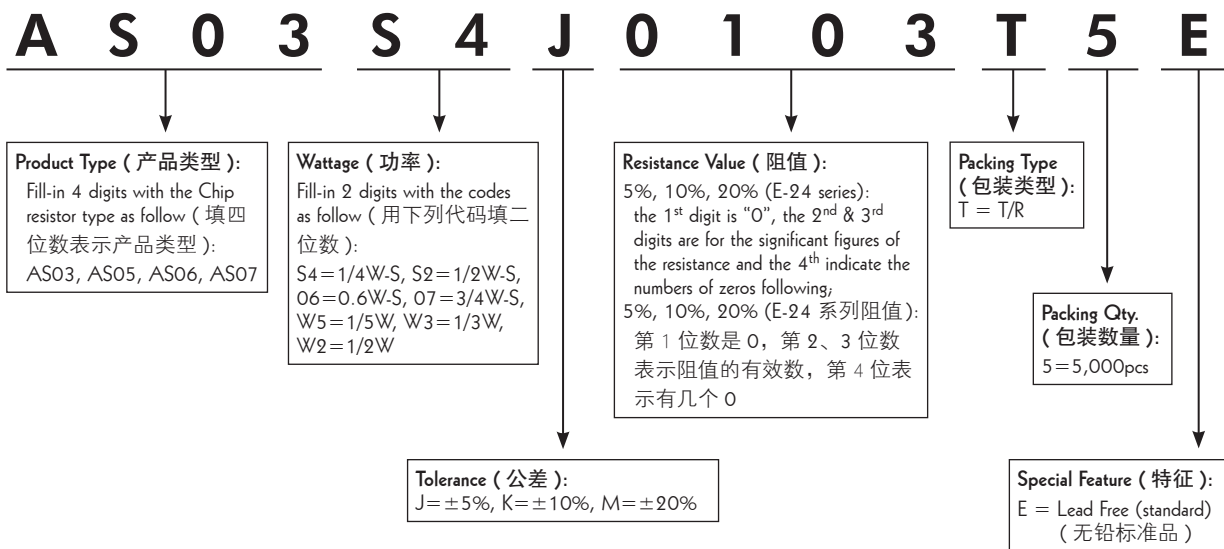 A S 0 3 S 4 J 0 1 0 3 T 5 E
Product Type ( 产品类型 ):
Fill-in 4 digits with the Chip
resistor type as follow ( 填四
位数表示产品类型 ):
AS03, AS05, AS06, AS07
Wattage ( 功率 ):
Fill-in 2 digits with the codes
as follow ( 用下列代码填二
位数 ):
S4=1/4W-S, S2=1/2W-S,
06=0.6W-S, 07=3/4W-S,
W5=1/5W, W3=1/3W,
W2=1/2W
Resistance Value ( 阻值 ):
5%, 10%, 20% (E-24 series):
the 1st digit is “0”, the 2nd & 3rd
digits are for the significant figures of
the resistance and the 4th indicate the
numbers of zeros following;
5%, 10%, 20% (E-24 系列阻值 ):
第 1 位数是 0，第 2、3 位数
表示阻值的有效数，第 4 位表
示有几个 0
Packing Type
( 包装类型 ):
T = T/R
Packing Qty.
( 包装数量 ):
5=5,000pcs
Tolerance ( 公差 ):
J=±5%, K=±10%, M=±20%
Special Feature ( 特征 ):
E = Lead Free (standard)
( 无铅标准品 )